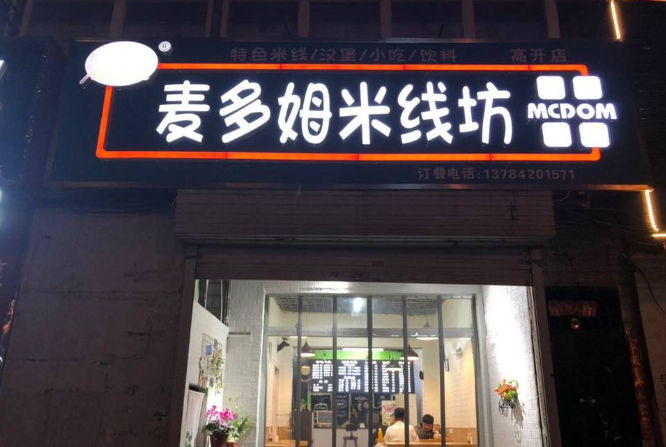 ®
特色米线/汉堡/小吃/饮料 高开店
麦多姆米线坊
MCDOM
订餐电话:13784201571